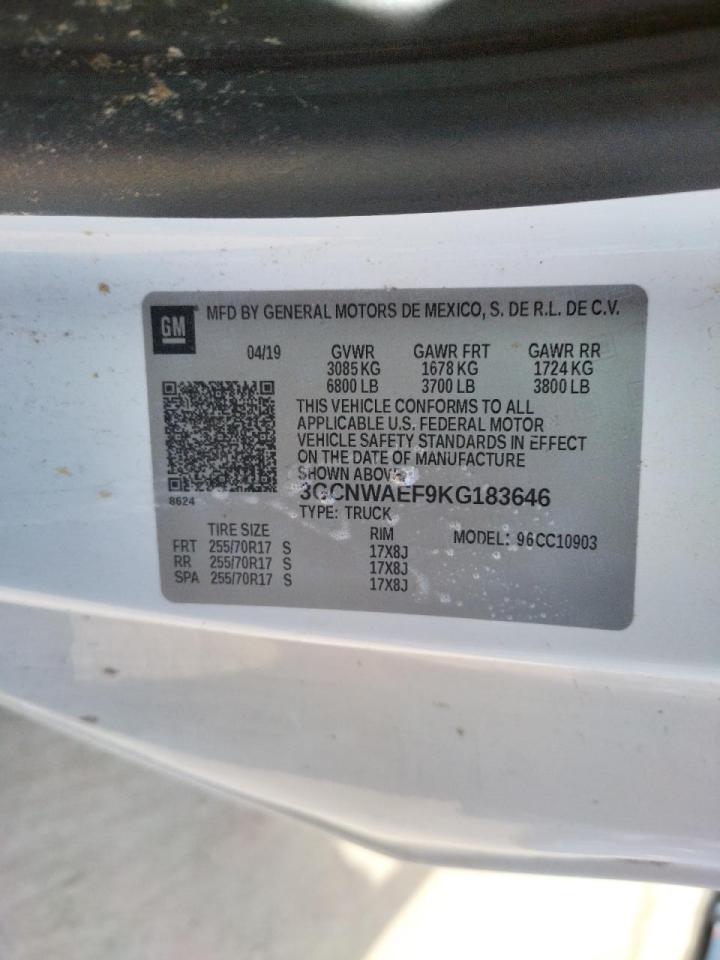 GM MFD BY GENERAL MOTORS DE MEXICO, S. DE R.L. DE C.V.
04/19 GVWR GAWR FRT GAWR RR
3085 KG 1678 KG 1724 KG
6800 LB 3700 LB 3800 LB
THIS VEHICLE CONFORMS TO ALL
APPLICABLE U.S. FEDERAL MOTOR
VEHICLE SAFETY STANDARDS IN EFFECT
ON THE DATE OF MANUFACTURE
SHOWN ABOVE.
3GCNWAEF9KG183646
8624
TYPE: TRUCK
TIRE SIZE RIM MODEL: 96CC10903
FRT 255/70R17 S 17X8J
RR 255/70R17 S 17X8J
SPA 255/70R17 S 17X8J